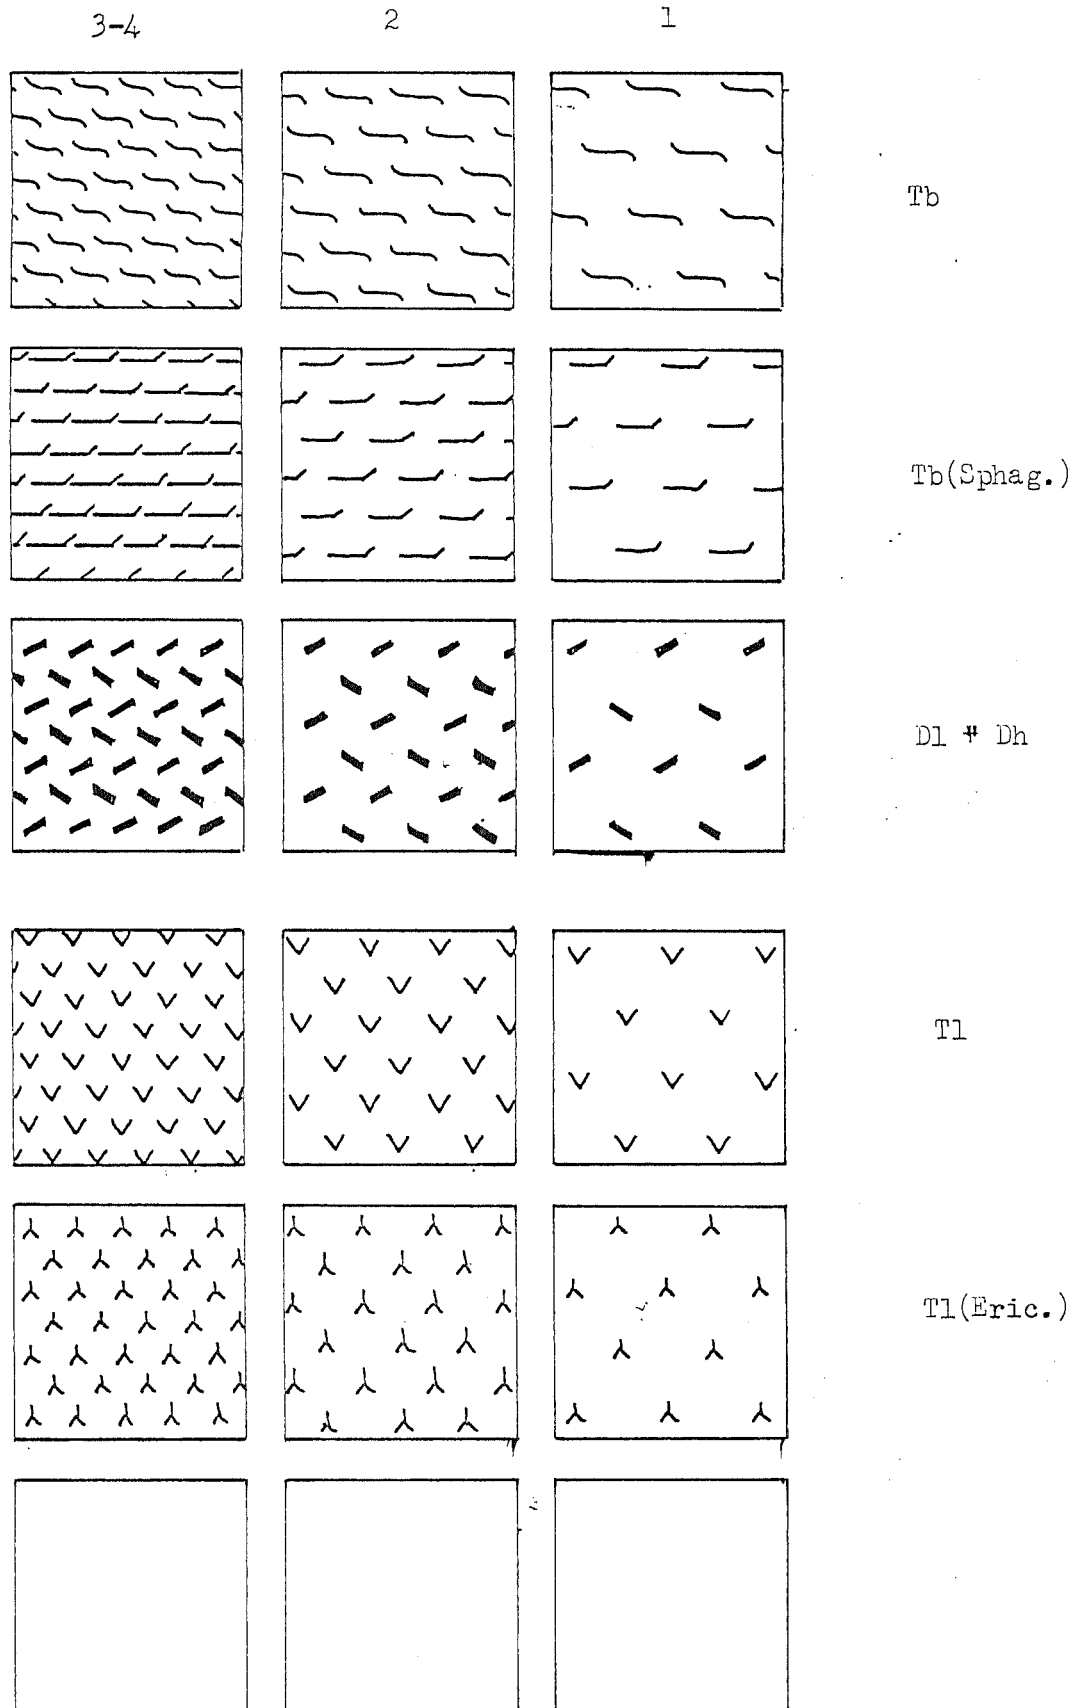 3-4 2 1
Tb
Tb(Sphag.)
Dl + Dh
Tl
Tl(Eric.)